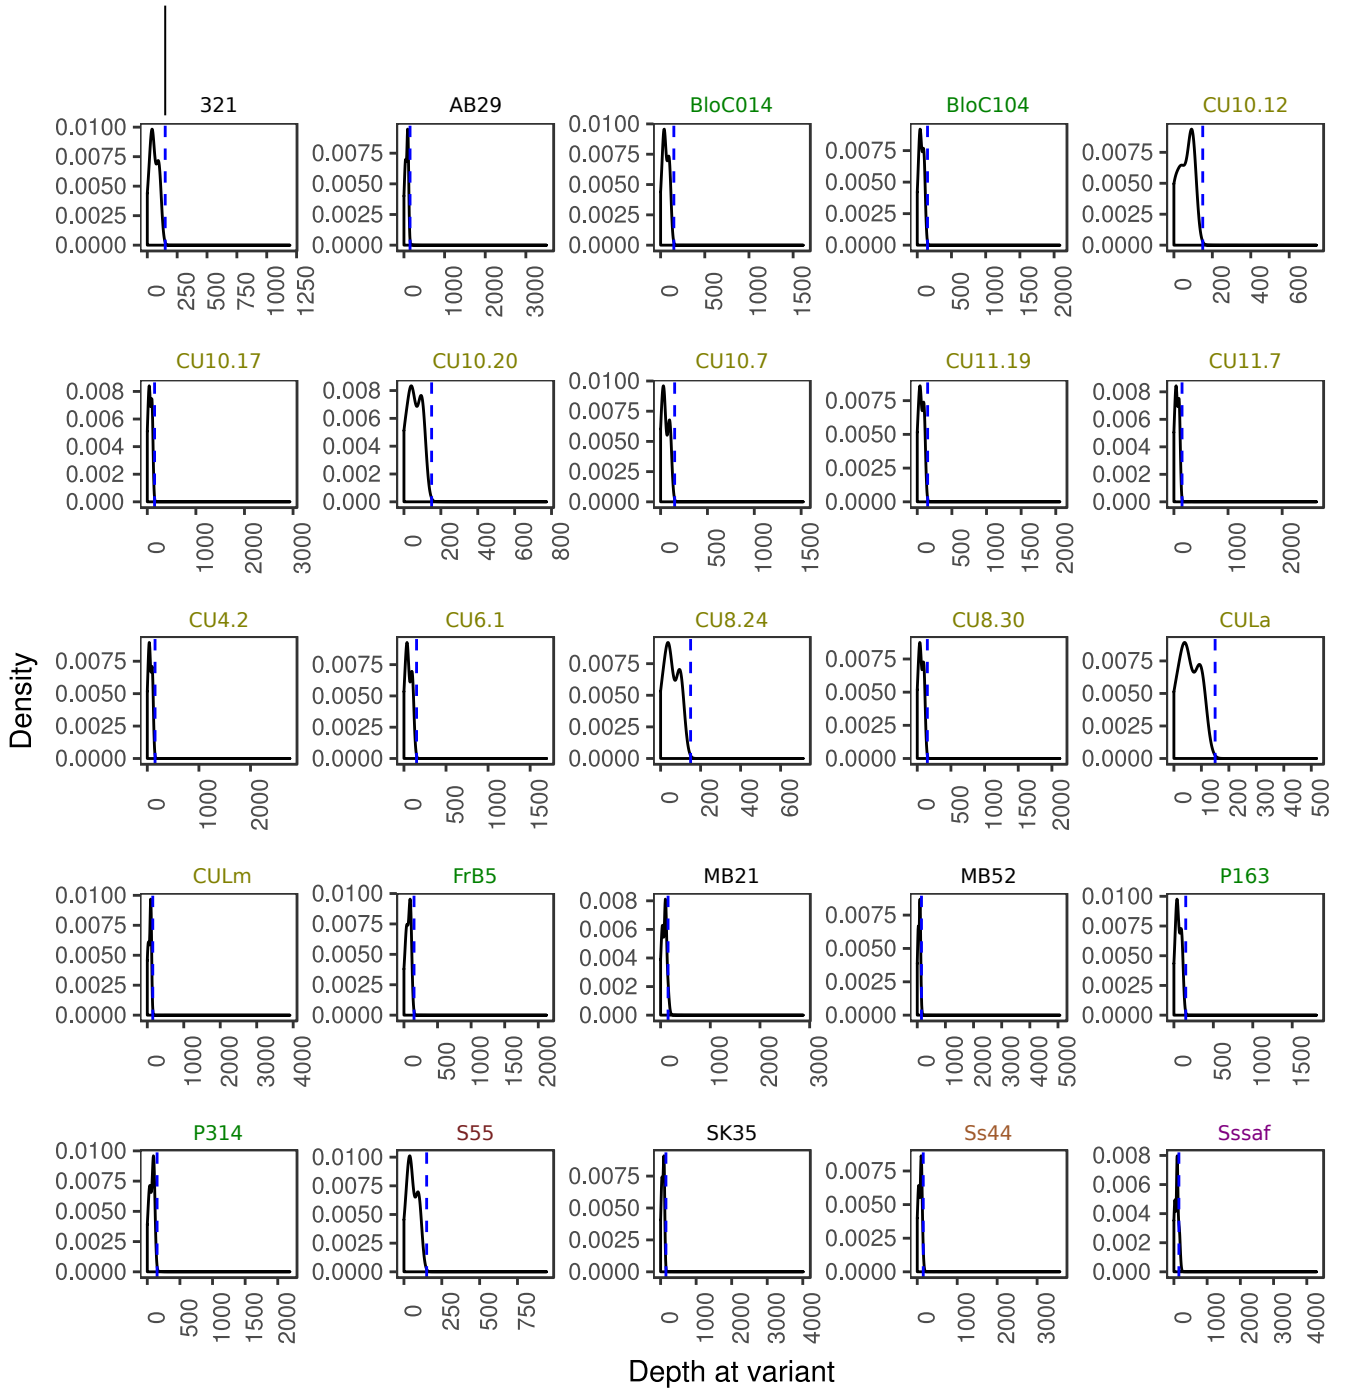 321 AB29 BloC014 BloC104 CU10.12
0.0100 0.0075 0.0050 0.0025 0.0000
0.0075 0.0050 0.0025 0.0000
0.0100 0.0075 0.0050 0.0025 0.0000
0.0075 0.0050 0.0025 0.0000
0.0075 0.0050 0.0025 0.0000
0 250 500 750 1000 1250
0 1000 2000 3000
0 500 1000 1500
0 500 1000 1500 2000
0 200 400 600
CU10.17 CU10.20 CU10.7 CU11.19 CU11.7
0.008 0.006 0.004 0.002 0.000
0.008 0.006 0.004 0.002 0.000
0.0100 0.0075 0.0050 0.0025 0.0000
0.0075 0.0050 0.0025 0.0000
0.008 0.006 0.004 0.002 0.000
0 1000 2000 3000
0 200 400 600 800
0 500 1000 1500
0 500 1000 1500 2000
0 1000 2000
Density
CU4.2 CU6.1 CU8.24 CU8.30 CULa
0.0075 0.0050 0.0025 0.0000
0.0075 0.0050 0.0025 0.0000
0.0075 0.0050 0.0025 0.0000
0.0075 0.0050 0.0025 0.0000
0.0075 0.0050 0.0025 0.0000
0 1000 2000
0 500 1000 1500
0 200 400 600
0 500 1000 1500 2000
0 100 200 300 400 500
CULm FrB5 MB21 MB52 P163
0.0100 0.0075 0.0050 0.0025 0.0000
0.0100 0.0075 0.0050 0.0025 0.0000
0.008 0.006 0.004 0.002 0.000
0.0075 0.0050 0.0025 0.0000
0.0100 0.0075 0.0050 0.0025 0.0000
0 1000 2000 3000 4000
0 500 1000 1500 2000
0 1000 2000 3000
0 1000 2000 3000 4000 5000
0 500 1000 1500
P314 S55 SK35 Ss44 Sssaf
0.0100 0.0075 0.0050 0.0025 0.0000
0.0100 0.0075 0.0050 0.0025 0.0000
0.0075 0.0050 0.0025 0.0000
0.0075 0.0050 0.0025 0.0000
0.008 0.006 0.004 0.002 0.000
0 500 1000 1500 2000
0 250 500 750
0 1000 2000 3000 4000
0 1000 2000 3000
0 1000 2000 3000 4000
Depth at variant